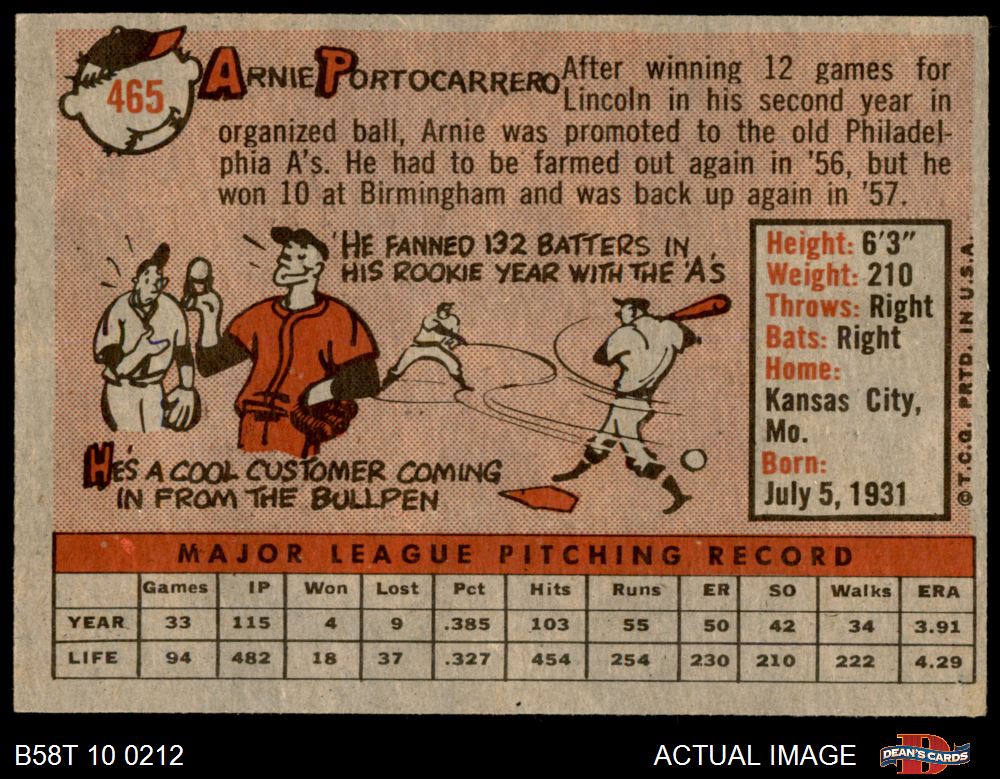 465
ARNIE PORTOCARRERO
After winning 12 games for
Lincoln in his second year in
organized ball, Arnie was promoted to the old Philadel-
phia A's. He had to be farmed out again in '56, but he
won 10 at Birmingham and was back up again in '57.
HE FANNED 132 BATTERS IN
HIS ROOKIE YEAR WITH THE 'A'S
HE'S A COOL CUSTOMER COMING
IN FROM THE BULLPEN
Height: 6'3"
Weight: 210
Throws: Right
Bats: Right
Home:
Kansas City,
Mo.
Born:
July 5, 1931
© T.C.G. PRTD. IN U.S.A.
MAJOR LEAGUE PITCHING RECORD
Games IP Won Lost Pct Hits Runs ER SO Walks ERA
YEAR 33 115 4 9 .385 103 55 50 42 34 3.91
LIFE 94 482 18 37 .327 454 254 230 210 222 4.29
B58T 10 0212 ACTUAL IMAGE DEAN'S CARDS